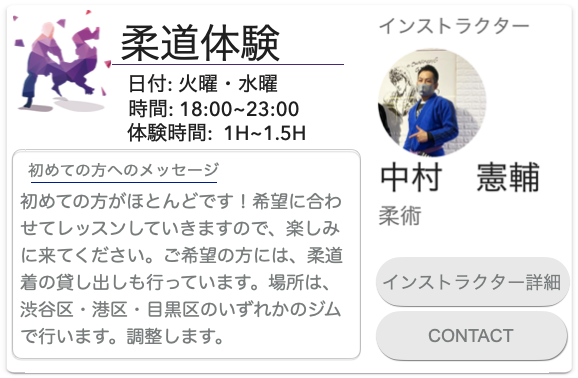 柔道体験
日付: 火曜・水曜
時間: 18:00~23:00
体験時間: 1H~1.5H
初めての方へのメッセージ
初めての方がほとんどです！希望に合わ
せてレッスンしていきますので、楽しみ
に来てください。ご希望の方には、柔道
着の貸し出しも行っています。場所は、
渋谷区・港区・目黒区のいずれかのジム
で行います。調整します。
インストラクター
中村　憲輔
柔術
インストラクター詳細
CONTACT